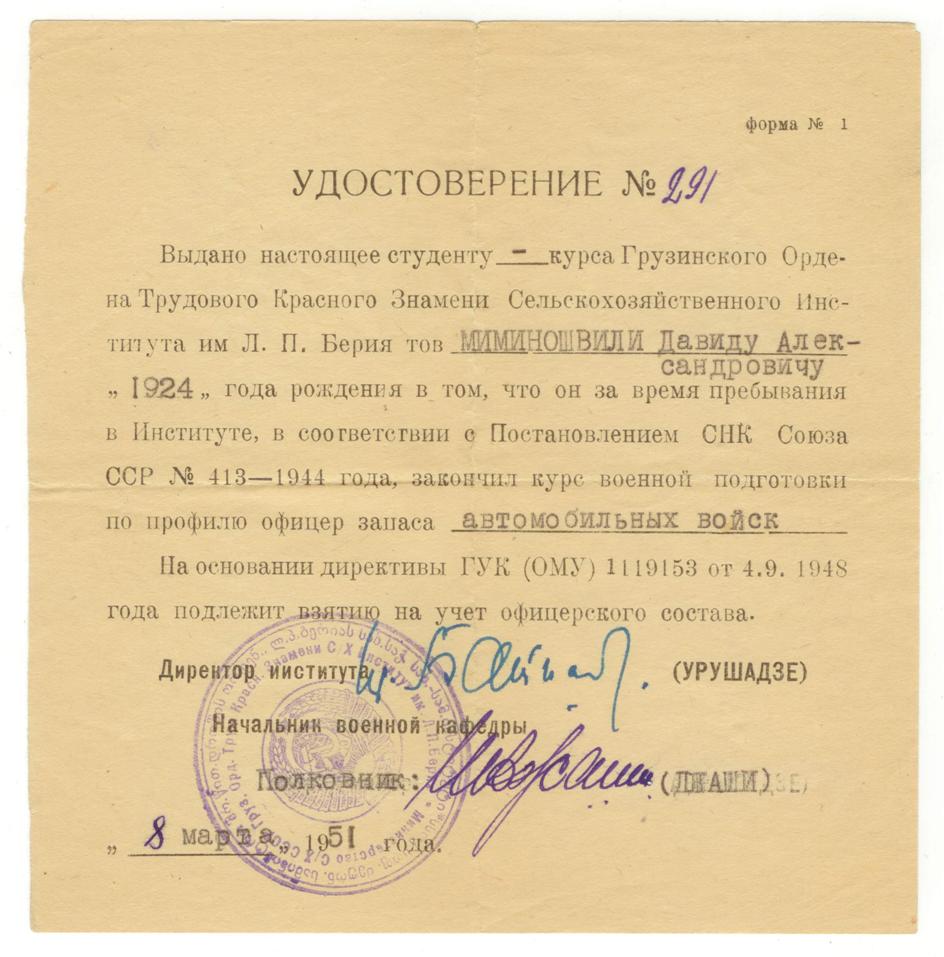 форма № 1
УДОСТОВЕРЕНИЕ № 291
Выдано настоящее студенту – курса Грузинского Орде-
на Трудового Красного Знамени Сельскохозяйственного Инс-
титута им Л. П. Берия тов МИМИНОШВИЛИ Давиду Алек-
сандровичу
„ 1924 „ года рождения в том, что он за время пребывания
в Институте, в соответствии с Постановлением СНК Союза
ССР № 413—1944 года, закончил курс военной подготовки
по профилю офицер запаса автомобильных войск
На основании директивы ГУК (ОМУ) 1119153 от 4.9. 1948
года подлежит взятию на учет офицерского состава.
Директор института (УРУШАДЗЕ)
Начальник военной кафедры
Полковник: (ДЖАШИ)
„ 8 марта „ 1951 года.